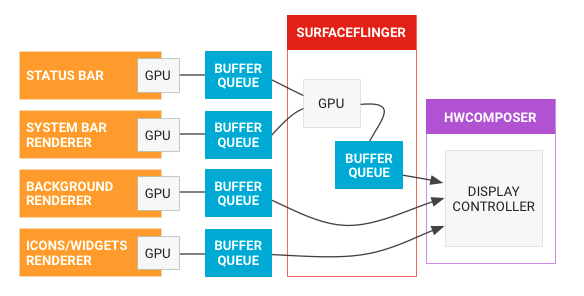 SURFACEFLINGER
STATUS BAR
GPU
BUFFER
QUEUE
GPU
HWCOMPOSER
SYSTEM BAR
RENDERER
GPU
BUFFER
QUEUE
BUFFER
QUEUE
DISPLAY
CONTROLLER
BACKGROUND
RENDERER
GPU
BUFFER
QUEUE
ICONS/WIDGETS
RENDERER
GPU
BUFFER
QUEUE